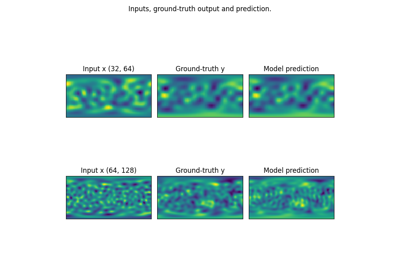 Inputs, ground-truth output and prediction.
Input x (32, 64) Ground-truth y Model prediction
Input x (64, 128) Ground-truth y Model prediction